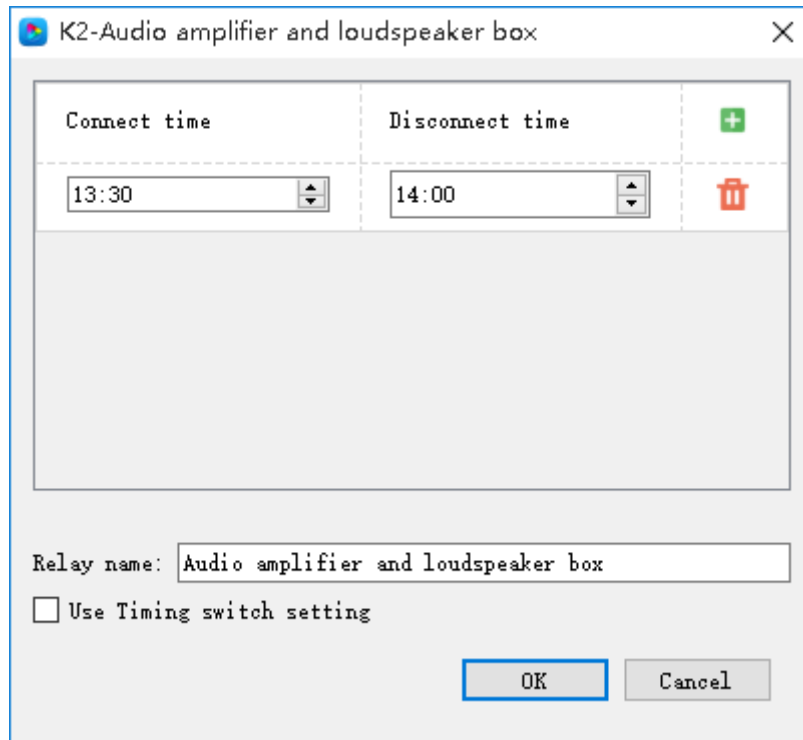 K2-Audio amplifier and loudspeaker box
Connect time Disconnect time
13:30 14:00
Relay name: Audio amplifier and loudspeaker box
Use Timing switch setting
OK Cancel